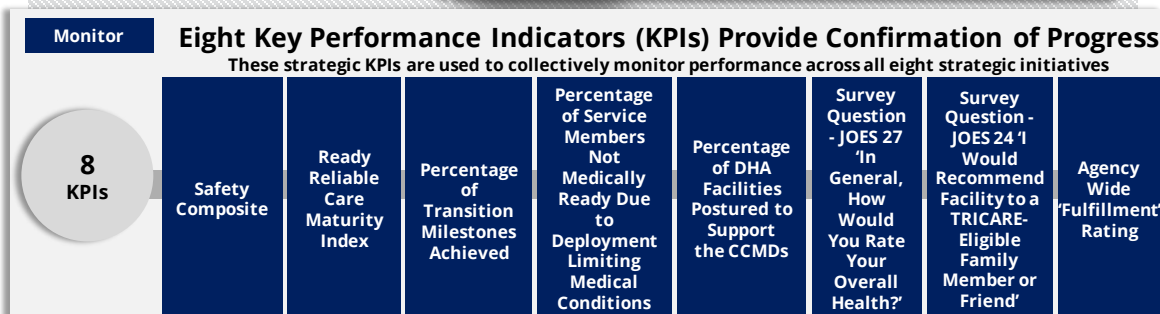 Monitor
Eight Key Performance Indicators (KPIs) Provide Confirmation of Progress
These strategic KPIs are used to collectively monitor performance across all eight strategic initiatives
8
KPIs
Safety
Composite
Ready
Reliable
Care
Maturity
Index
Percentage
of
Transition
Milestones
Achieved
Percentage
of Service
Members
Not
Medically
Ready Due
to
Deployment
Limiting
Medical
Conditions
Percentage
of DHA
Facilities
Postured to
Support
the CCMDs
Survey
Question
- JOES 27
‘In
General,
How
Would
You Rate
Your
Overall
Health?’
Survey
Question -
JOES 24 ‘I
Would
Recommend
Facility to a
TRICARE-
Eligible
Family
Member or
Friend’
Agency
Wide
‘Fulfillment’
Rating